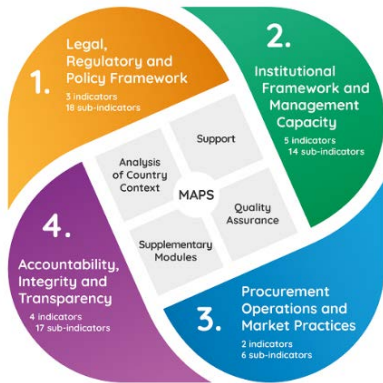 1.
Legal,
Regulatory and
Policy Framework
3 indicators
18 sub-indicators
2.
Institutional
Framework and
Management
Capacity
5 indicators
14 sub-indicators
Analysis
of Country
Context
Support
MAPS
Supplementary
Modules
Quality
Assurance
4.
Accountability,
Integrity and
Transparency
4 indicators
17 sub-indicators
3.
Procurement
Operations and
Market Practices
2 indicators
6 sub-indicators